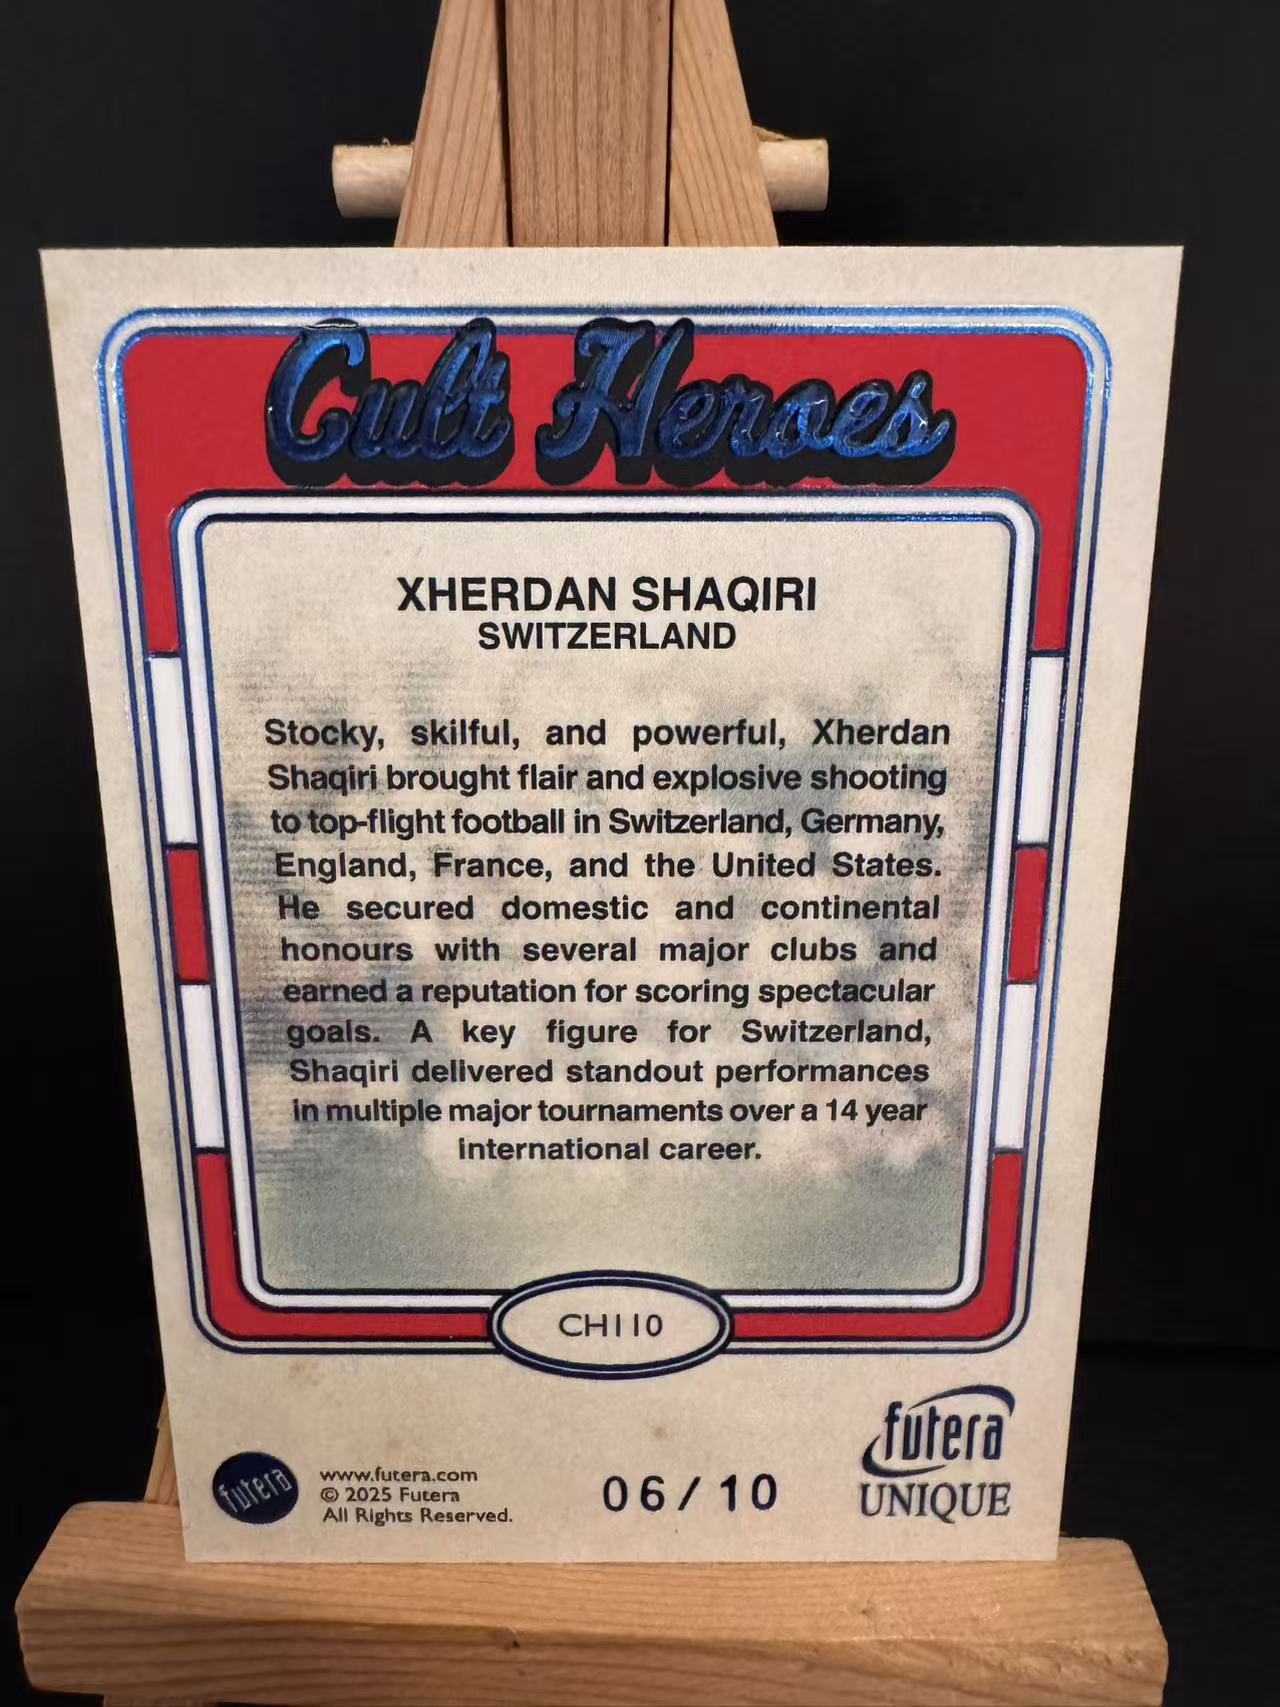 Cult Heroes
XHERDAN SHAQIRI
SWITZERLAND
Stocky, skilful, and powerful, Xherdan
Shaqiri brought flair and explosive shooting
to top-flight football in Switzerland, Germany,
England, France, and the United States.
He secured domestic and continental
honours with several major clubs and
earned a reputation for scoring spectacular
goals. A key figure for Switzerland,
Shaqiri delivered standout performances
in multiple major tournaments over a 14 year
international career.
CH110
futera
www.futera.com
© 2025 Futera
All Rights Reserved.
06/10
futera
UNIQUE